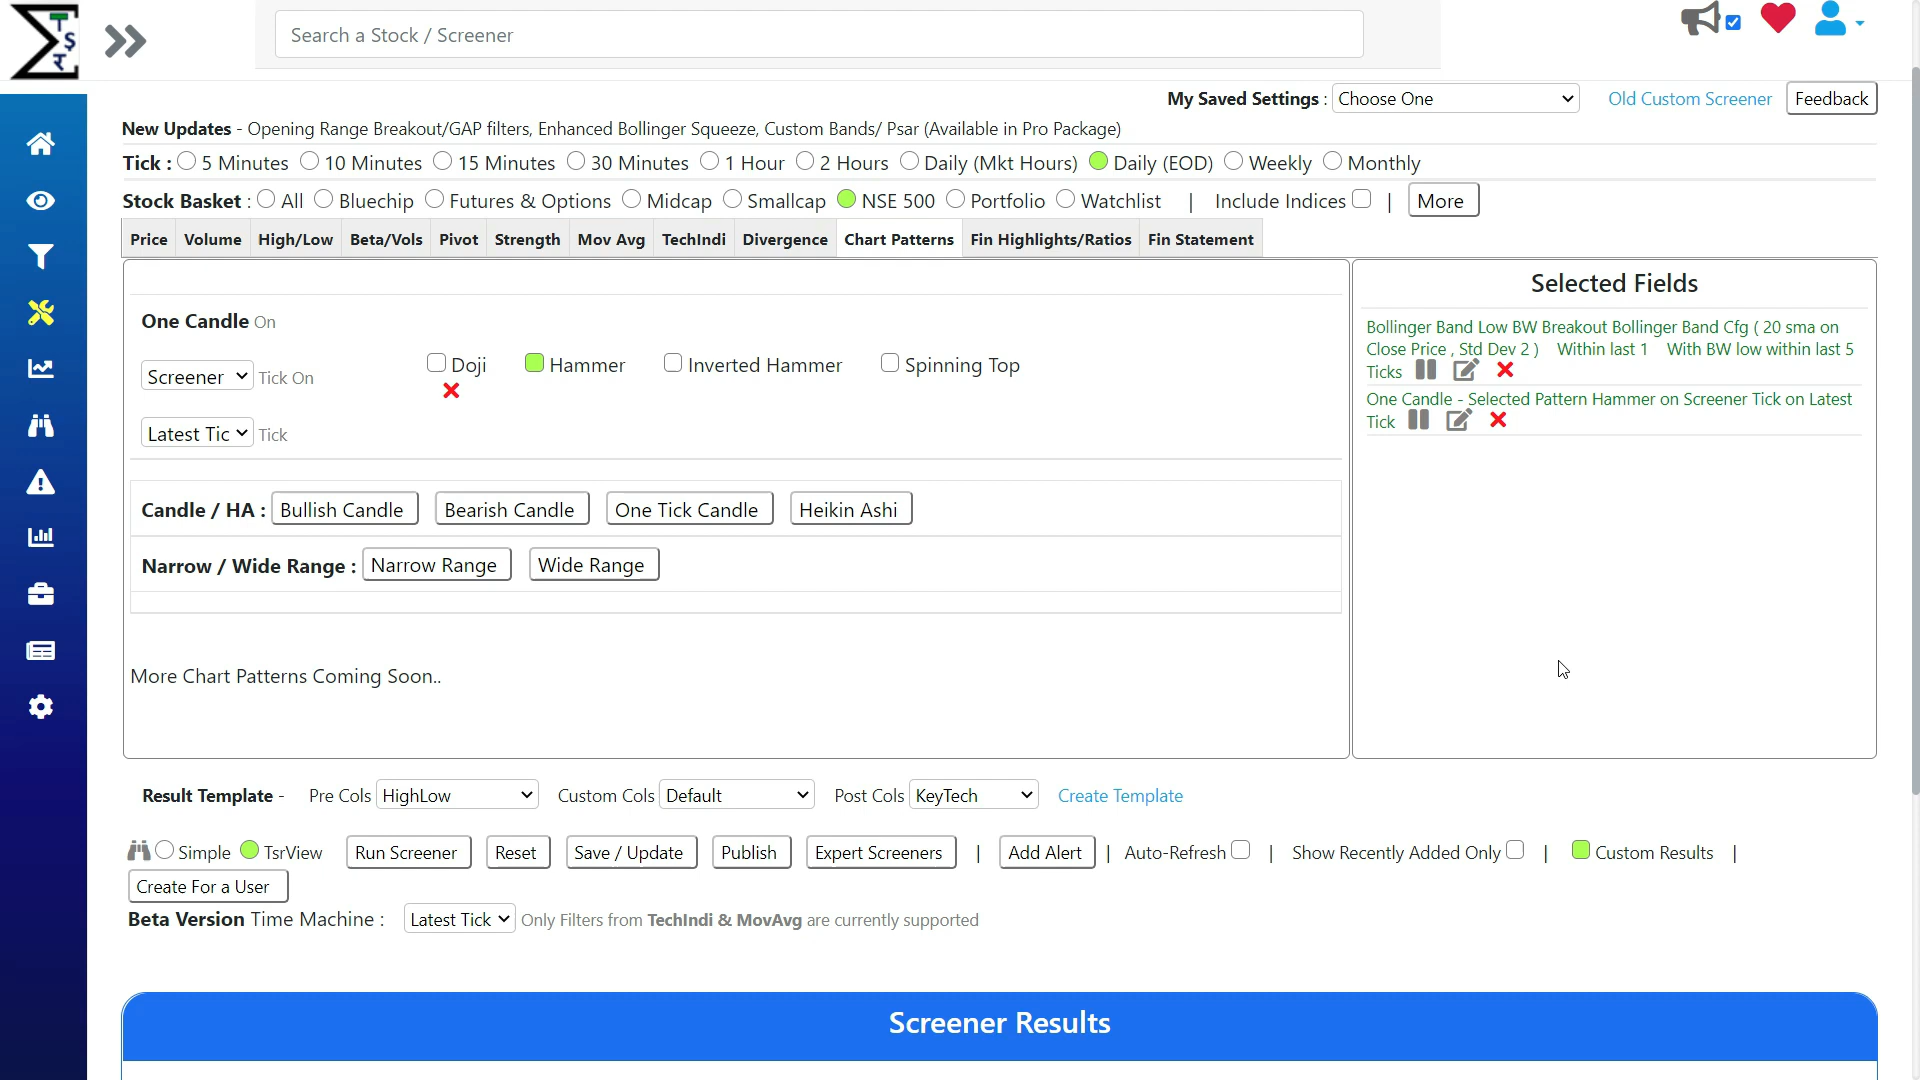 T
$
₹
Search a Stock / Screener
My Saved Settings : Choose One Old Custom Screener Feedback
New Updates - Opening Range Breakout/GAP filters, Enhanced Bollinger Squeeze, Custom Bands/ Psar (Available in Pro Package)
Tick : 5 Minutes 10 Minutes 15 Minutes 30 Minutes 1 Hour 2 Hours Daily (Mkt Hours) Daily (EOD) Weekly Monthly
Stock Basket : All Bluechip Futures & Options Midcap Smallcap NSE 500 Portfolio Watchlist | Include Indices | More
Price Volume High/Low Beta/Vols Pivot Strength Mov Avg TechIndi Divergence Chart Patterns Fin Highlights/Ratios Fin Statement
One Candle On
Screener Tick On
Doji Hammer Inverted Hammer Spinning Top
Latest Tic Tick
Candle / HA : Bullish Candle Bearish Candle One Tick Candle Heikin Ashi
Narrow / Wide Range : Narrow Range Wide Range
More Chart Patterns Coming Soon..
Selected Fields
Bollinger Band Low BW Breakout Bollinger Band Cfg ( 20 sma on
Close Price , Std Dev 2 ) Within last 1 With BW low within last 5
Ticks
One Candle - Selected Pattern Hammer on Screener Tick on Latest
Tick
Result Template - Pre Cols HighLow Custom Cols Default Post Cols KeyTech Create Template
Simple TsrView Run Screener Reset Save / Update Publish Expert Screeners | Add Alert | Auto-Refresh | Show Recently Added Only | Custom Results |
Create For a User
Beta Version Time Machine : Latest Tick Only Filters from TechIndi & MovAvg are currently supported
Screener Results